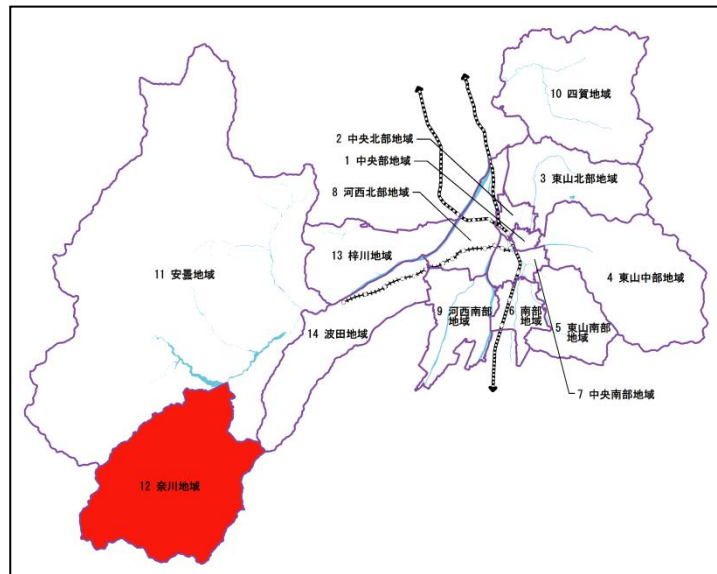 10 四賀地域
2 中央北部地域
1 中央部地域
3 東山北部地域
8 河西北部地域
13 梓川地域
11 安曇地域
4 東山中部地域
9 河西南部
地域
6 南部
地域
5 東山南部
地域
14 波田地域
7 中央南部地域
12 奈川地域